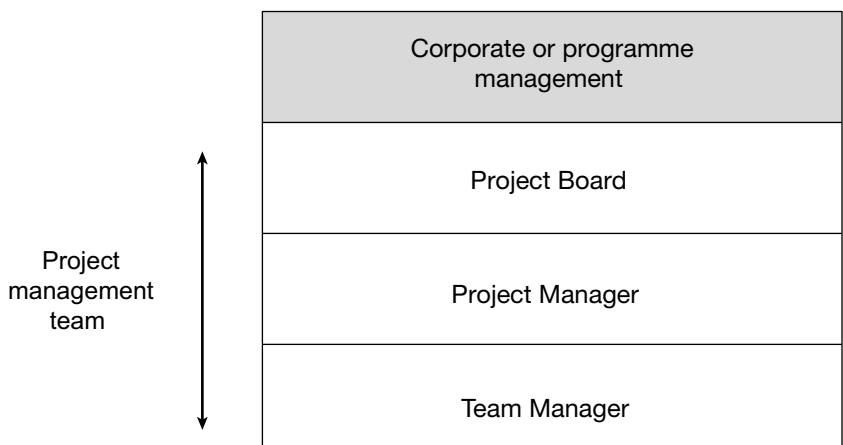 Corporate or programme
management
Project Board
Project
management
team
Project Manager
Team Manager